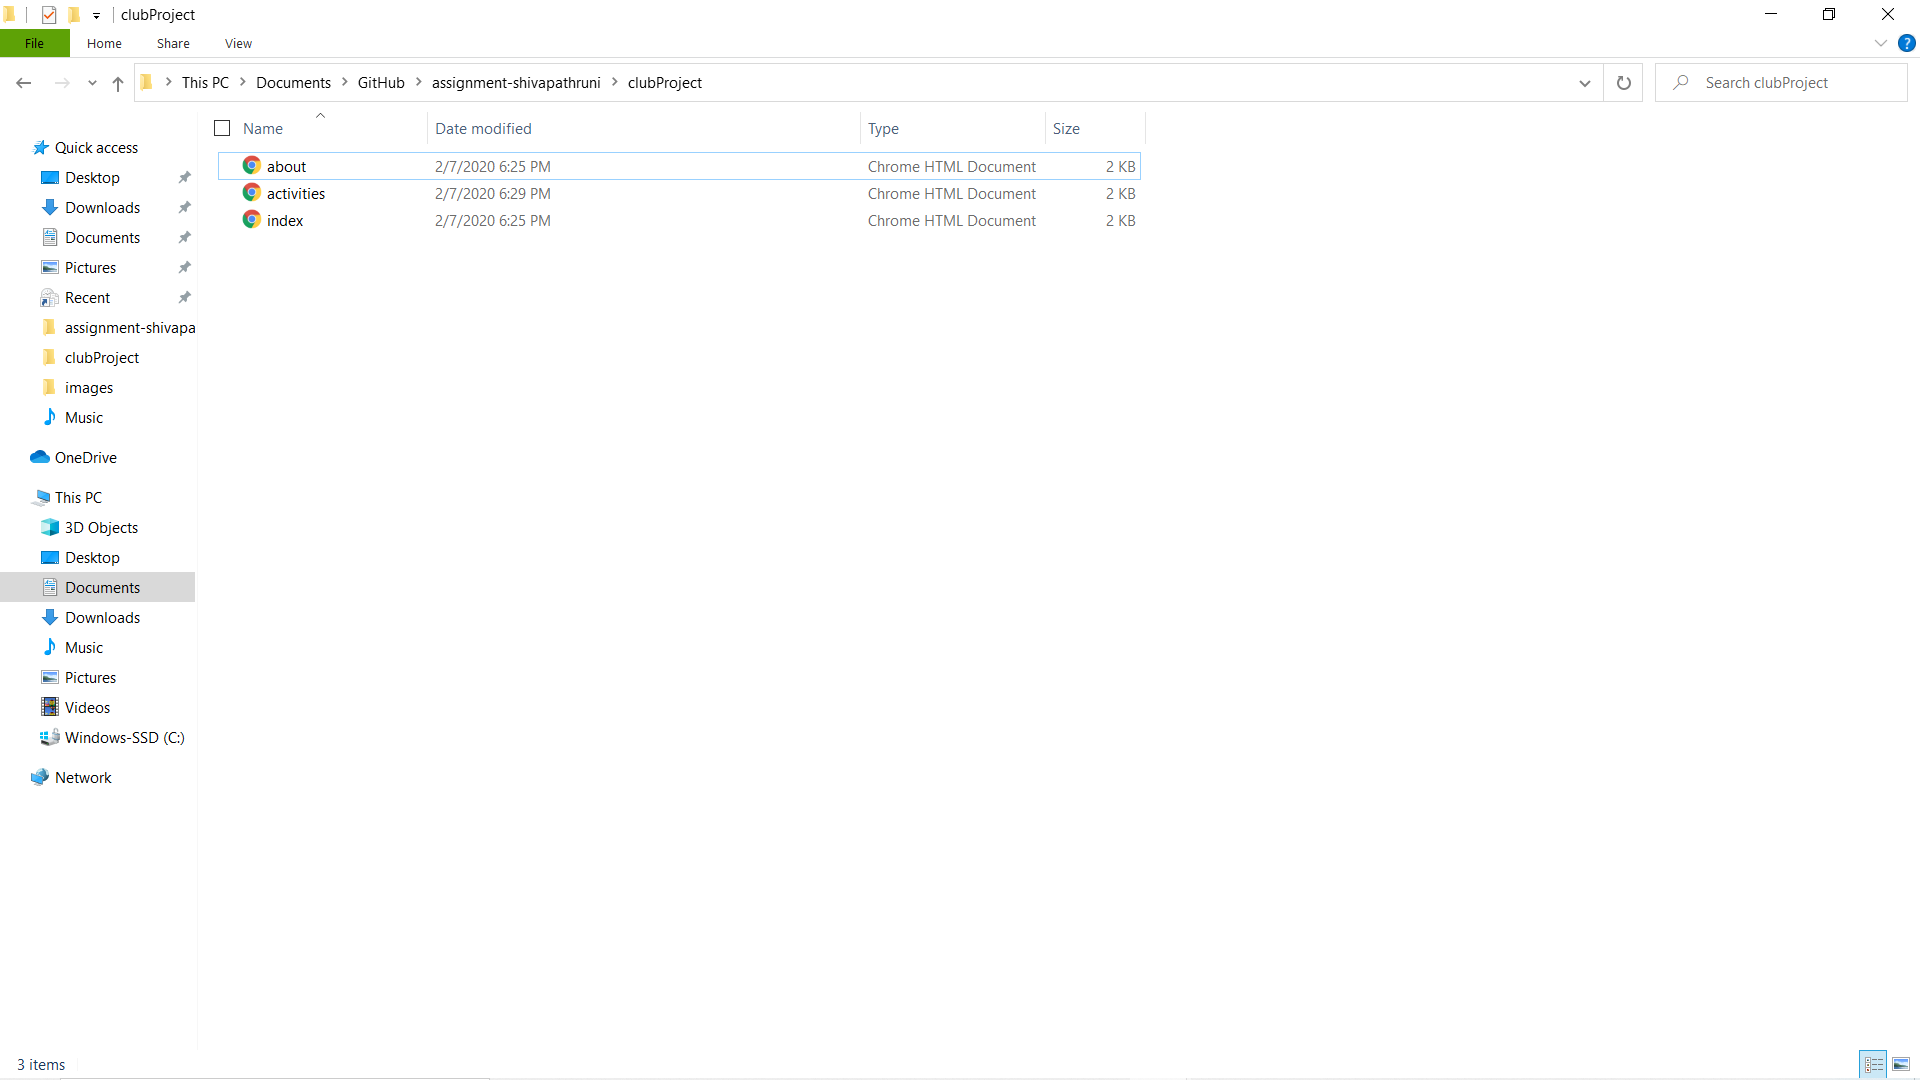 clubProject
File Home Share View
This PC Documents GitHub assignment-shivapathruni clubProject
Search clubProject
Name Date modified Type Size
about 2/7/2020 6:25 PM Chrome HTML Document 2 KB
activities 2/7/2020 6:29 PM Chrome HTML Document 2 KB
index 2/7/2020 6:25 PM Chrome HTML Document 2 KB
Quick access
Desktop
Downloads
Documents
Pictures
Recent
assignment-shivapa
clubProject
images
Music
OneDrive
This PC
3D Objects
Desktop
Documents
Downloads
Music
Pictures
Videos
Windows-SSD (C:)
Network
3 items